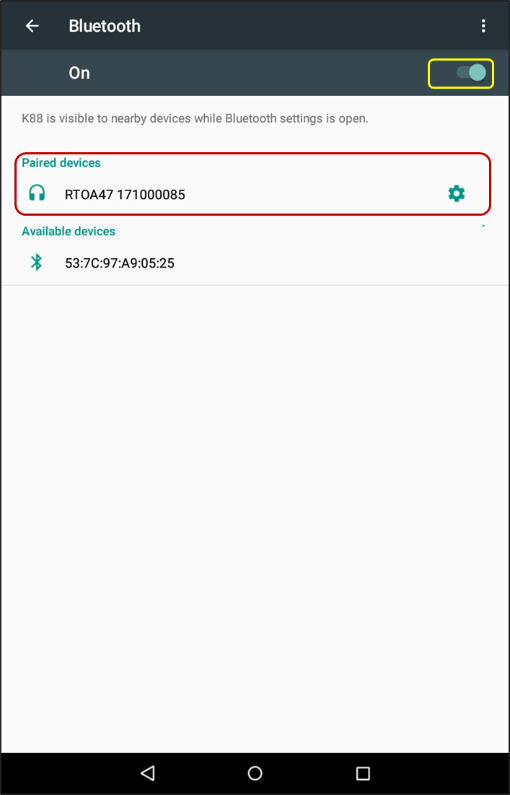 Bluetooth
On
K88 is visible to nearby devices while Bluetooth settings is open.
Paired devices
RTOA47 171000085
Available devices
53:7C:97:A9:05:25